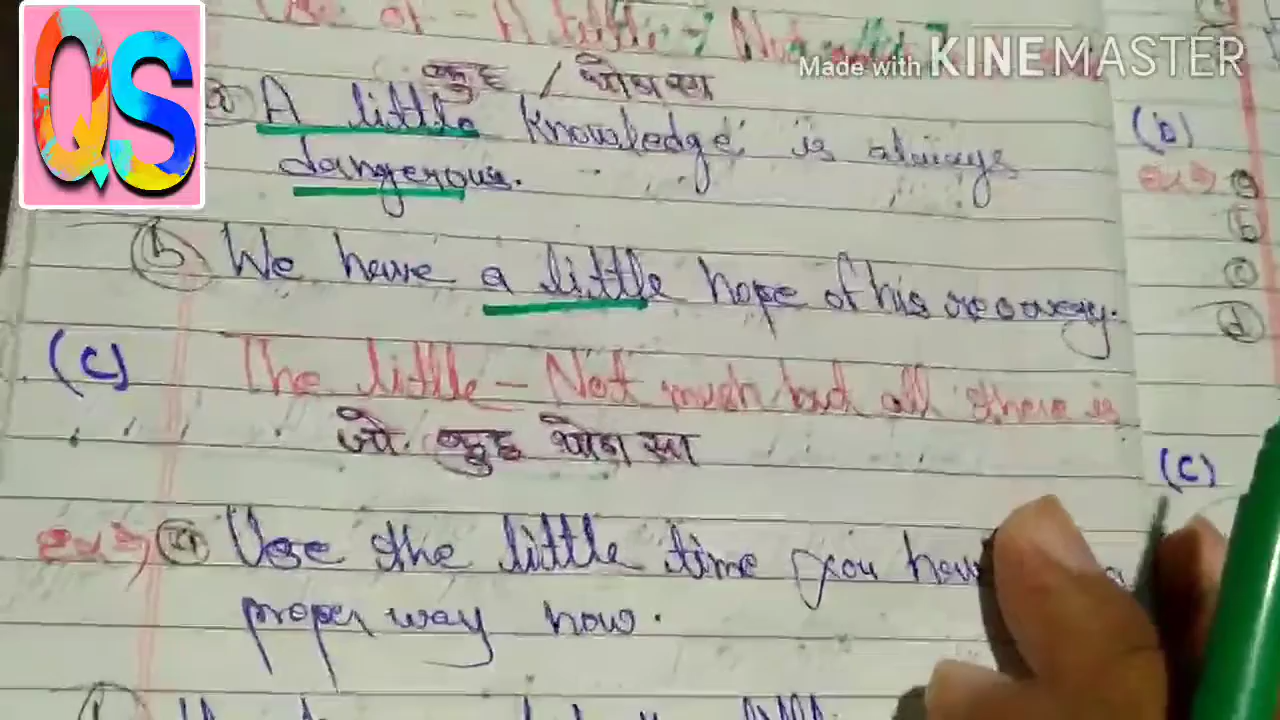 QS
Made with KINEMASTER
A little
कुछ / थोड़ा सा
A little knowledge is always
dangerous.
(b) We have a little hope of his recovery.
(C) The little – Not much but all there is
जो कुछ थोड़ा सा
Ex → (a) Use the little time you have
proper way now.
(b)
Ex → a
b
c
d
(C)